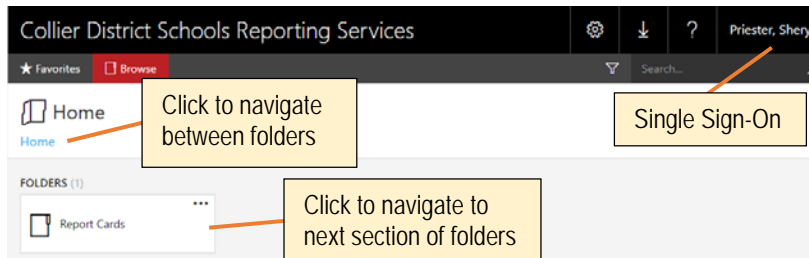 Collier District Schools Reporting Services ? Priester, Shery
Favorites Browse Search...
Home
Home
Click to navigate
between folders
Single Sign-On
FOLDERS (1)
Report Cards
Click to navigate to
next section of folders